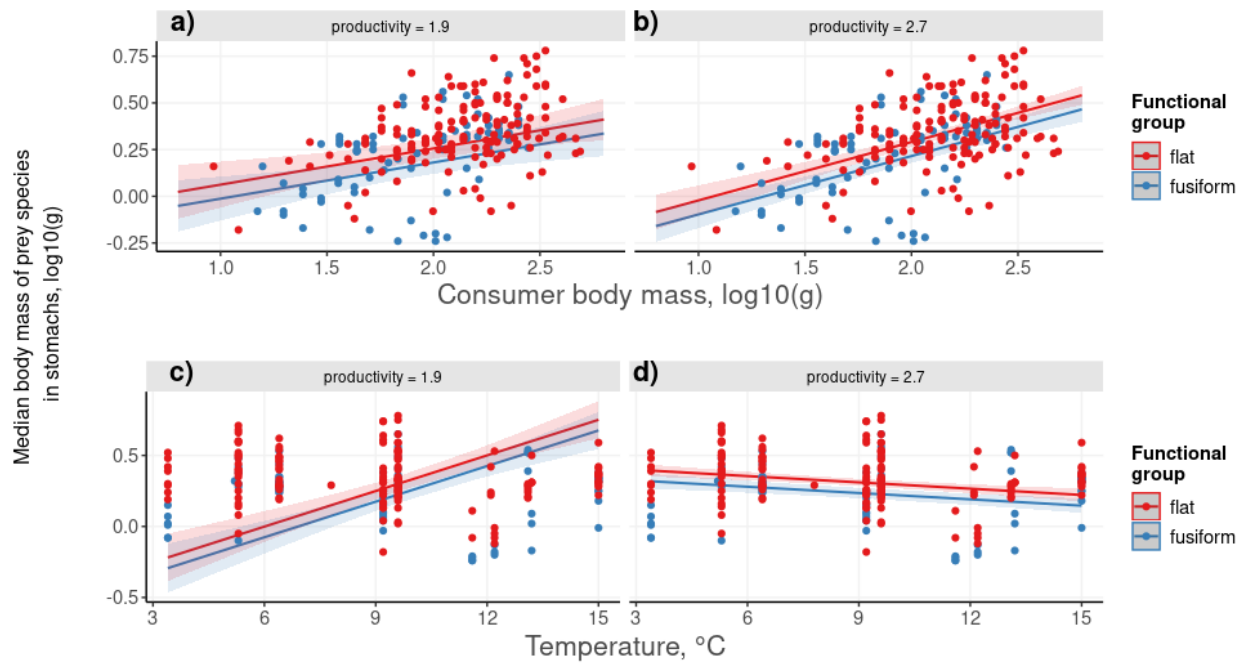 a)
productivity = 1.9
b)
productivity = 2.7
0.75
0.50
0.25
0.00
-0.25
1.0 1.5 2.0 2.5
1.0 1.5 2.0 2.5
Consumer body mass, log10(g)
Functional
group
flat
fusiform
Median body mass of prey species
in stomachs, log10(g)
c)
productivity = 1.9
d)
productivity = 2.7
0.5
0.0
-0.5
3 6 9 12 15
3 6 9 12 15
Temperature, °C
Functional
group
flat
fusiform